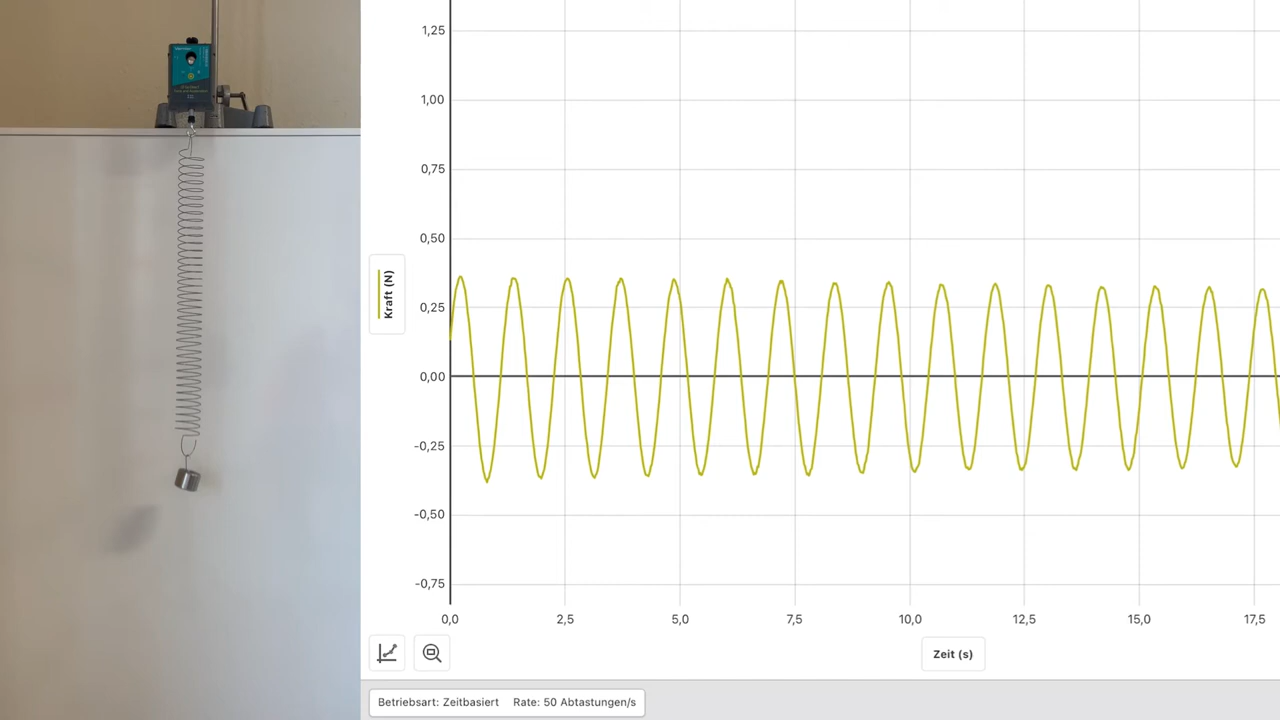 Vernier
1,25
1,00
0,75
0,50
0,25
0,00
-0,25
-0,50
-0,75
Kraft (N)
0,0 2,5 5,0 7,5 10,0 12,5 15,0 17,5
Zeit (s)
Betriebsart: Zeitbasiert Rate: 50 Abtastungen/s